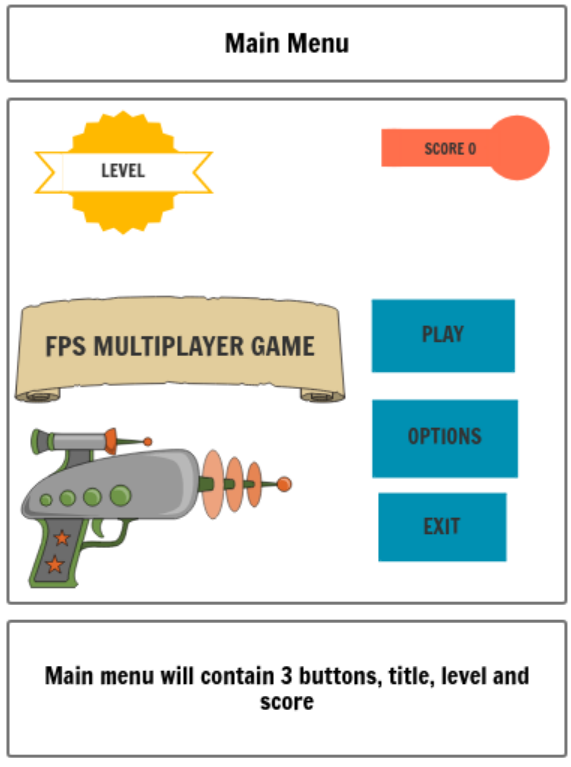 Main Menu
LEVEL
SCORE 0
FPS MULTIPLAYER GAME
PLAY
OPTIONS
EXIT
Main menu will contain 3 buttons, title, level and
score